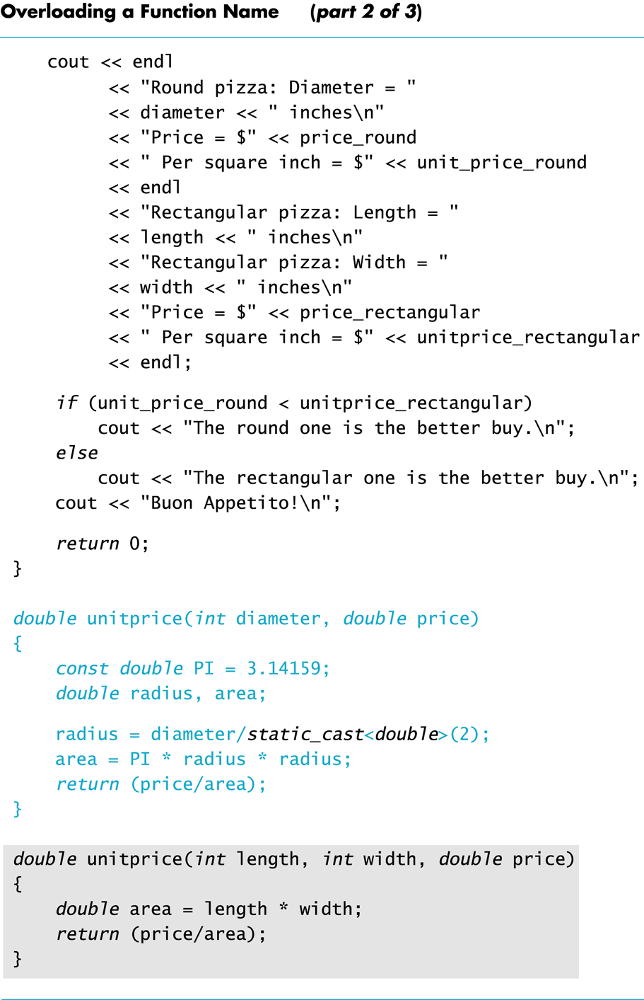 Overloading a Function Name (part 2 of 3)
cout << endl
<< "Round pizza: Diameter = "
<< diameter << " inches\n"
<< "Price = $" << price_round
<< " Per square inch = $" << unit_price_round
<< endl
<< "Rectangular pizza: Length = "
<< length << " inches\n"
<< "Rectangular pizza: Width = "
<< width << " inches\n"
<< "Price = $" << price_rectangular
<< " Per square inch = $" << unitprice_rectangular
<< endl;
if (unit_price_round < unitprice_rectangular)
cout << "The round one is the better buy.\n";
else
cout << "The rectangular one is the better buy.\n";
cout << "Buon Appetito!\n";
return 0;
}
double unitprice(int diameter, double price)
{
const double PI = 3.14159;
double radius, area;
radius = diameter/static_cast<double>(2);
area = PI * radius * radius;
return (price/area);
}
double unitprice(int length, int width, double price)
{
double area = length * width;
return (price/area);
}